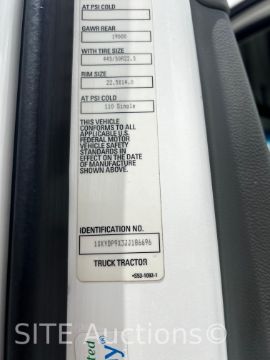 AT PSI COLD
GAWR REAR
19000
WITH TIRE SIZE
445/50R22.5
RIM SIZE
22.5X14.0
AT PSI COLD
110 Single
THIS VEHICLE
CONFORMS TO ALL
APPLICABLE U.S.
FEDERAL MOTOR
VEHICLE SAFETY
STANDARDS IN
EFFECT ON THE DATE
OF MANUFACTURE
SHOWN ABOVE.
IDENTIFICATION NO.
1XKYDP9X3JJ186696
TRUCK TRACTOR
SITE Auctions